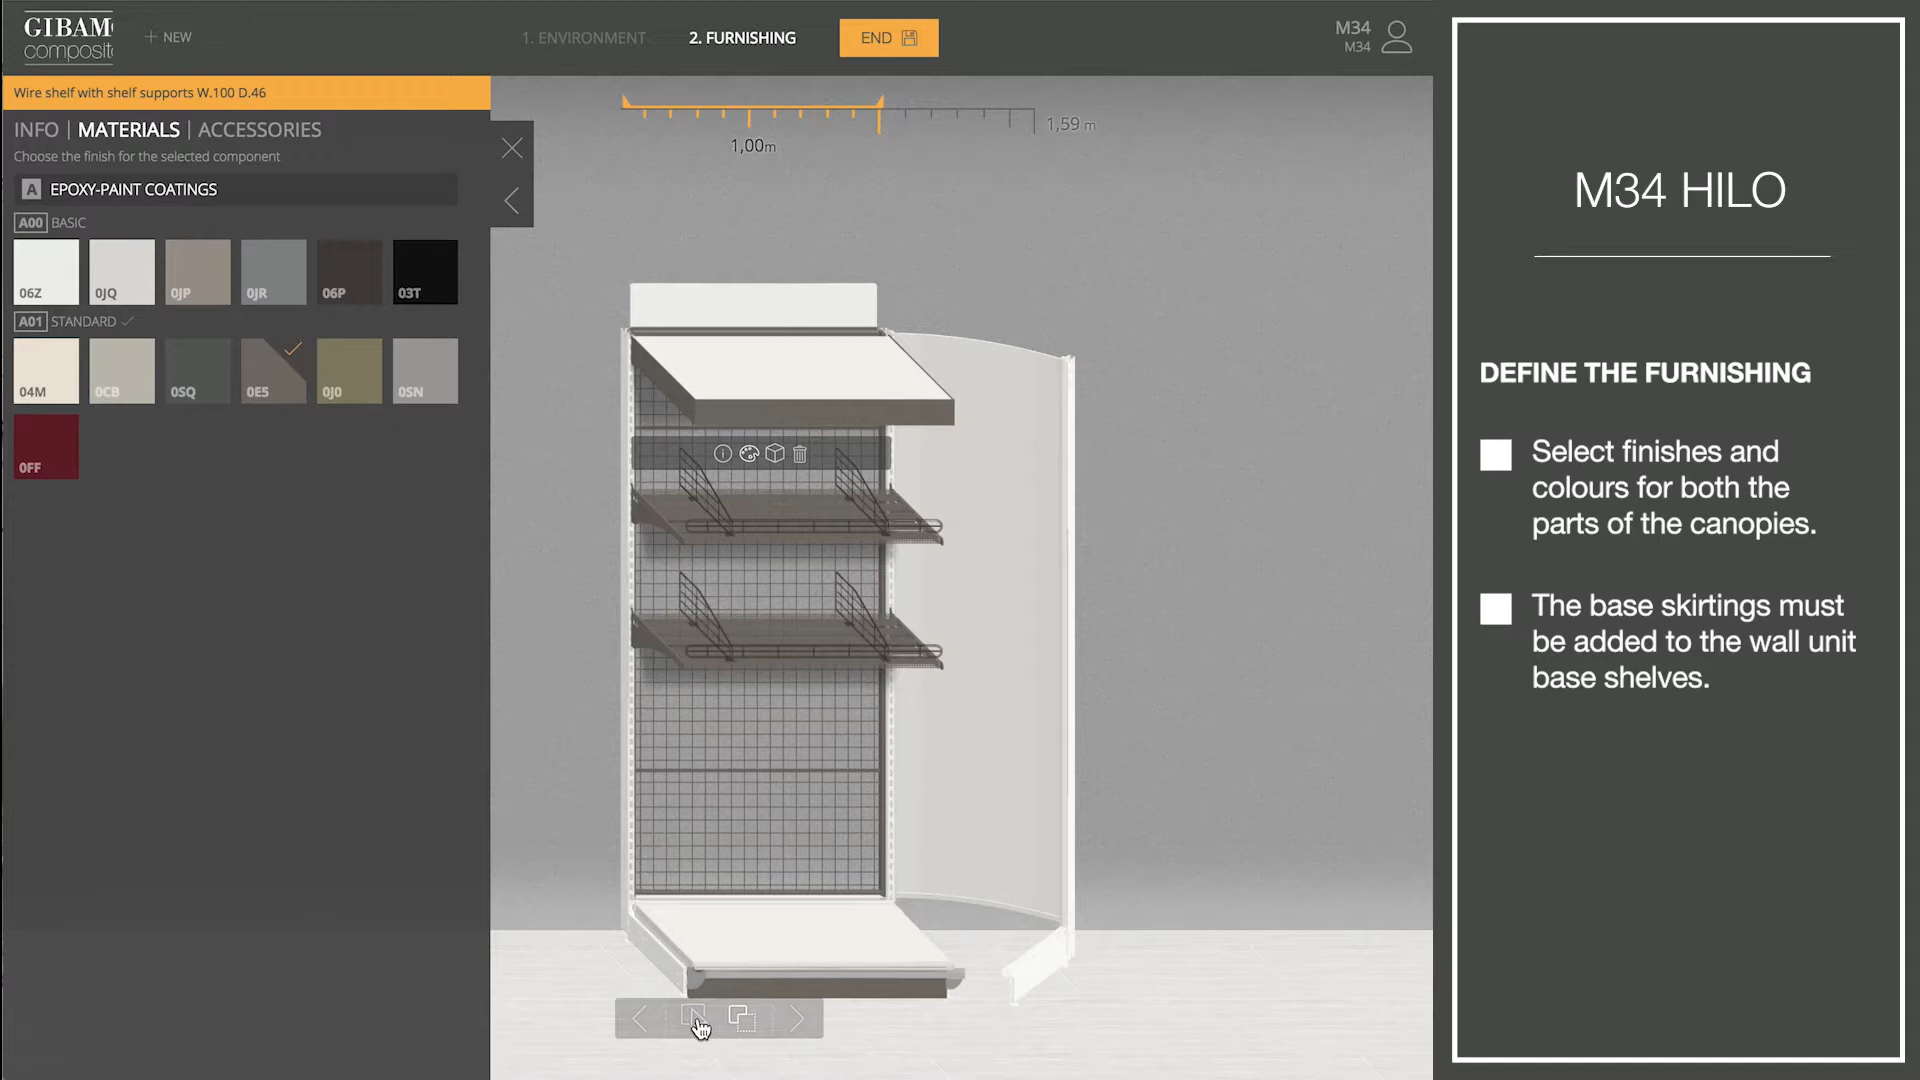 GIBAM
composit
+ NEW
1. ENVIRONMENT
2. FURNISHING
END
M34
M34
Wire shelf with shelf supports W.100 D.46
INFO | MATERIALS | ACCESSORIES
Choose the finish for the selected component
A EPOXY-PAINT COATINGS
A00 BASIC
06Z 0JQ 0JP 0JR 06P 03T
A01 STANDARD
04M 0CB 0SQ 0E5 0J0 0SN
0FF
1,00m
1,59 m
M34 HILO
DEFINE THE FURNISHING
Select finishes and
colours for both the
parts of the canopies.
The base skirtings must
be added to the wall unit
base shelves.